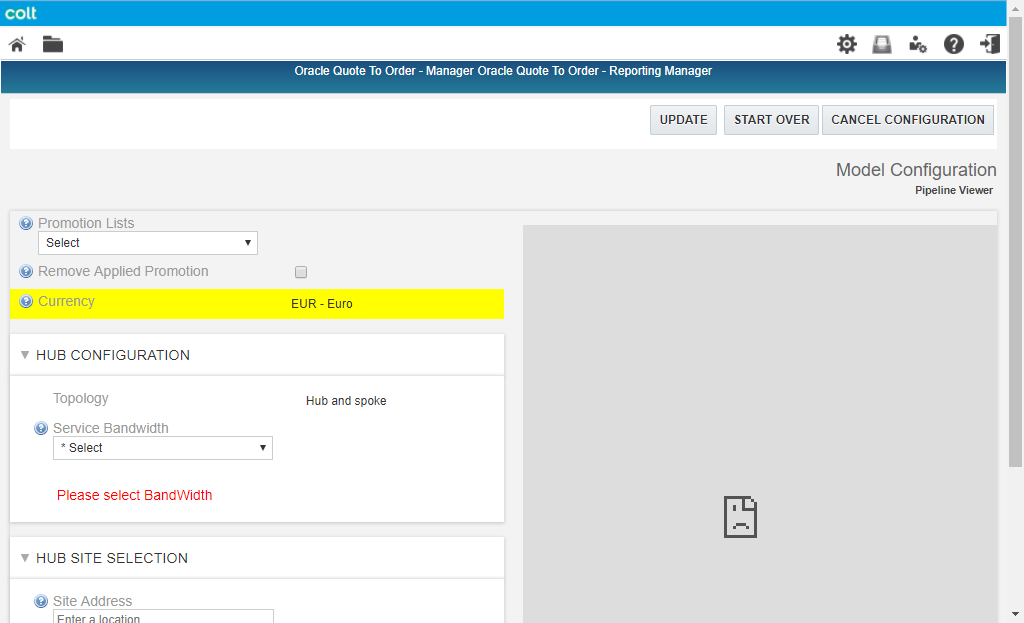 colt
Oracle Quote To Order - Manager Oracle Quote To Order - Reporting Manager
UPDATE
START OVER
CANCEL CONFIGURATION
Model Configuration
Pipeline Viewer
Promotion Lists
Select
Remove Applied Promotion
Currency EUR - Euro
HUB CONFIGURATION
Topology Hub and spoke
Service Bandwidth
* Select
Please select BandWidth
HUB SITE SELECTION
Site Address
Enter a location